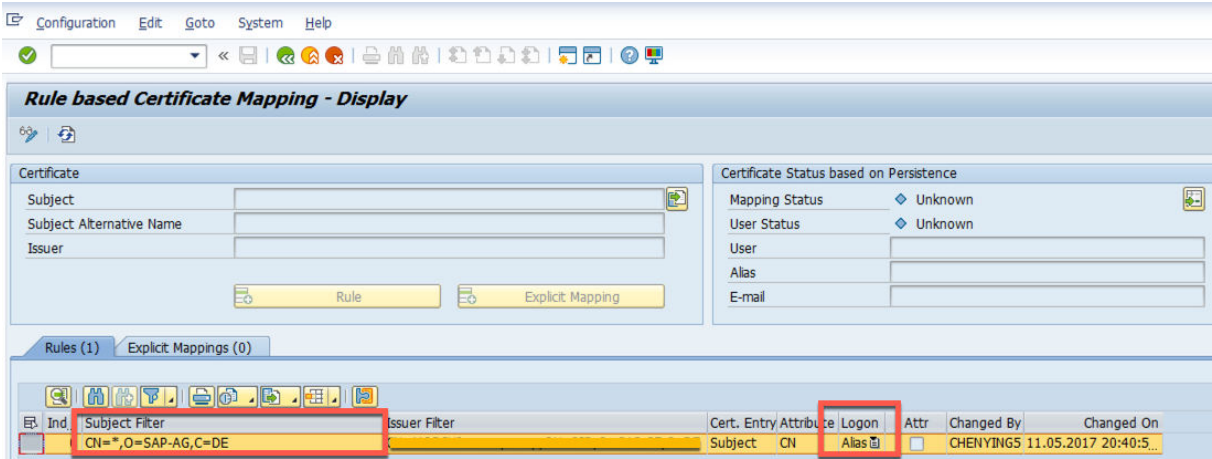 Configuration Edit Goto System Help
Rule based Certificate Mapping - Display
Certificate
Subject
Subject Alternative Name
Issuer
Rule Explicit Mapping
Certificate Status based on Persistence
Mapping Status Unknown
User Status Unknown
User
Alias
E-mail
Rules (1) Explicit Mappings (0)
Ind Subject Filter Issuer Filter Cert. Entry Attribute Logon Attr Changed By Changed On
CN=*,O=SAP-AG,C=DE Subject CN Alias CHENYING5 11.05.2017 20:40:5...